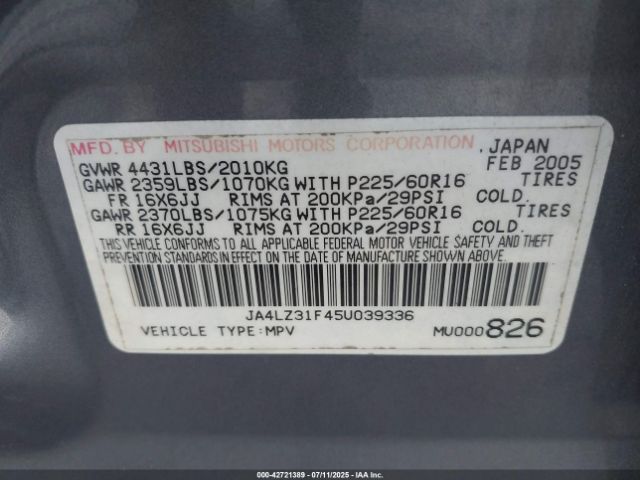 MFD.BY MITSUBISHI MOTORS CORPORATION, JAPAN
GVWR 4431LBS/2010KG FEB 2005
GAWR 2359LBS/1070KG WITH P225/60R16 TIRES
FR 16X6JJ RIMS AT 200KPa/29PSI COLD.
GAWR 2370LBS/1075KG WITH P225/60R16 TIRES
RR 16X6JJ RIMS AT 200KPa/29PSI COLD.
THIS VEHICLE CONFORMS TO ALL APPLICABLE FEDERAL MOTOR VEHICLE SAFETY AND THEFT
PREVENTION STANDARDS IN EFFECT ON THE DATE OF MANUFACTURE SHOWN ABOVE.
JA4LZ31F45U039336
VEHICLE TYPE:MPV MU000826
000-42721389 - 07/11/2025 - IAA Inc.